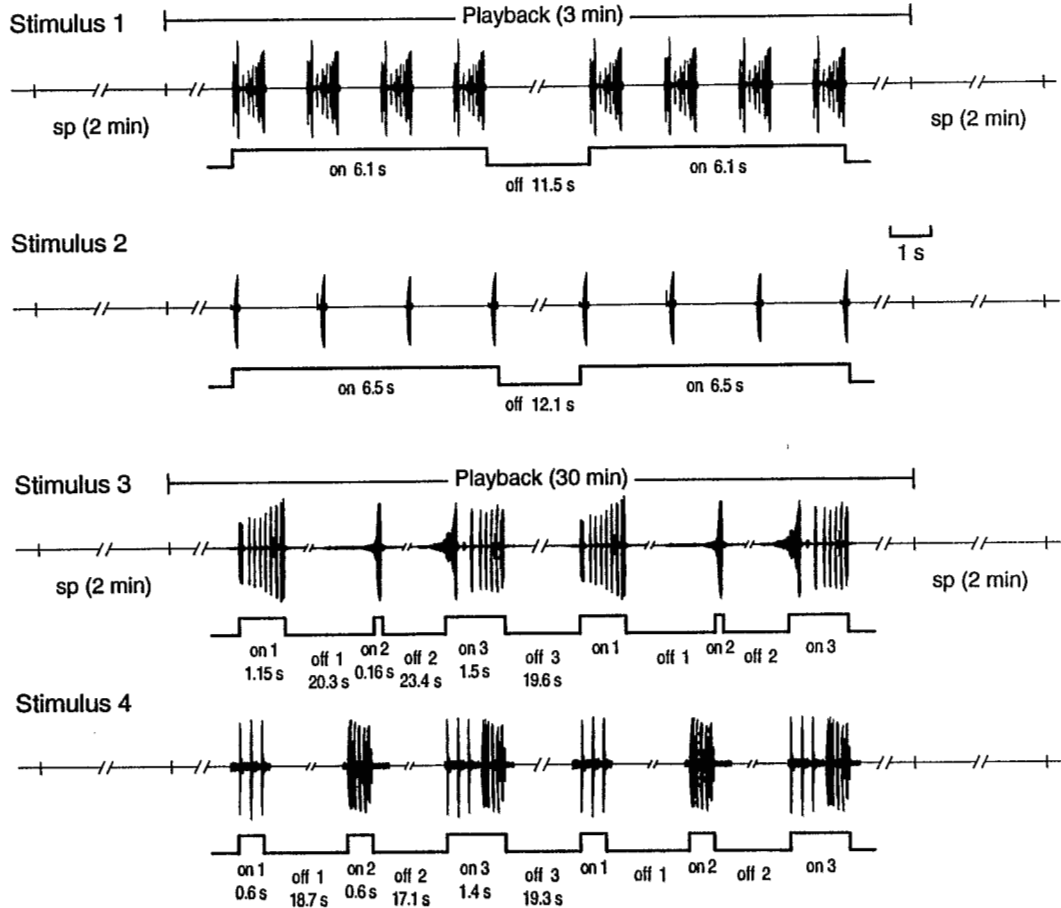 Stimulus 1
Playback (3 min)
sp (2 min)
sp (2 min)
on 6.1 s
off 11.5 s
on 6.1 s
Stimulus 2
1 s
on 6.5 s
off 12.1 s
on 6.5 s
Stimulus 3
Playback (30 min)
sp (2 min)
sp (2 min)
on 1 off 1 on 2 off 2 on 3 off 3 on 1 off 1 on 2 off 2 on 3
1.15 s 20.3 s 0.16 s 23.4 s 1.5 s 19.6 s
Stimulus 4
on 1 off 1 on 2 off 2 on 3 off 3 on 1 off 1 on 2 off 2 on 3
0.6 s 18.7 s 0.6 s 17.1 s 1.4 s 19.3 s